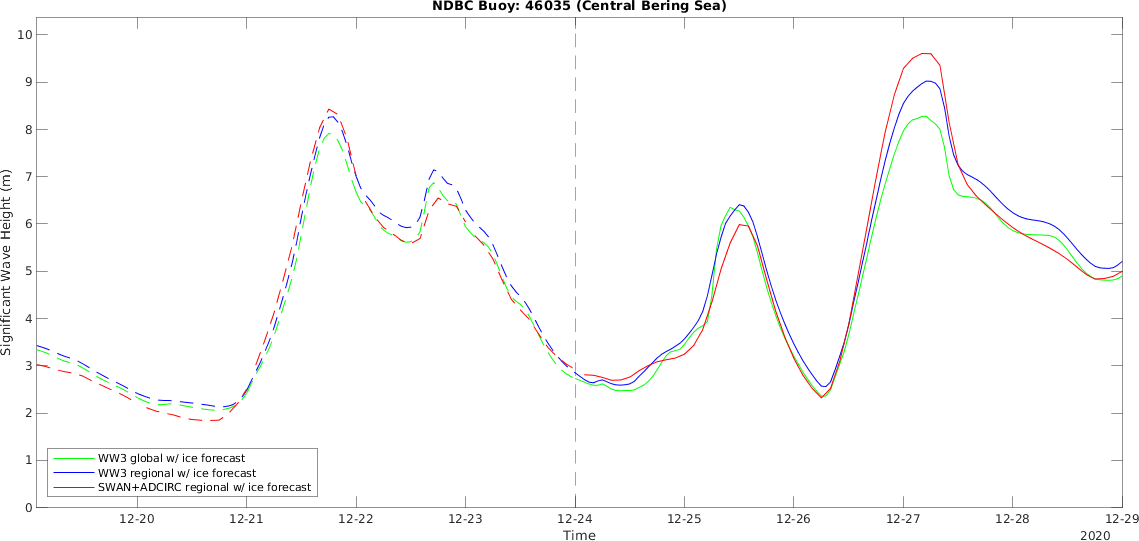 NDBC Buoy: 46035 (Central Bering Sea)
10
9
8
7
6
5
4
3
2
1
0
Significant Wave Height (m)
WW3 global w/ ice forecast
WW3 regional w/ ice forecast
SWAN+ADCIRC regional w/ ice forecast
12-20 12-21 12-22 12-23 12-24 12-25 12-26 12-27 12-28 12-29
Time
2020